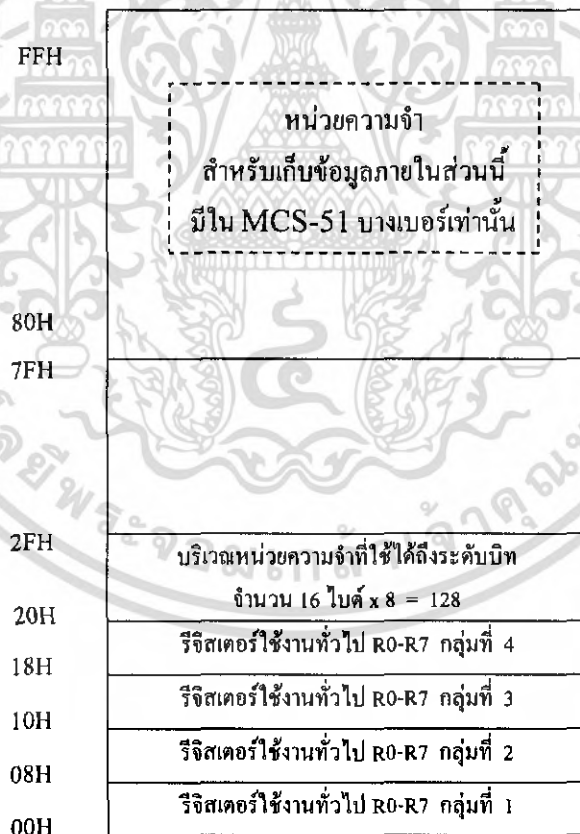 FFH
หน่วยความจำ
สำหรับเก็บข้อมูลภายในส่วนนี้
มีใน MCS-51 บางเบอร์เท่านั้น
80H
7FH
2FH
บริเวณหน่วยความจำที่ใช้ได้ถึงระดับบิท
จำนวน 16 ไบต์ x 8 = 128
20H
รีจิสเตอร์ใช้งานทั่วไป R0-R7 กลุ่มที่ 4
18H
รีจิสเตอร์ใช้งานทั่วไป R0-R7 กลุ่มที่ 3
10H
รีจิสเตอร์ใช้งานทั่วไป R0-R7 กลุ่มที่ 2
08H
รีจิสเตอร์ใช้งานทั่วไป R0-R7 กลุ่มที่ 1
00H